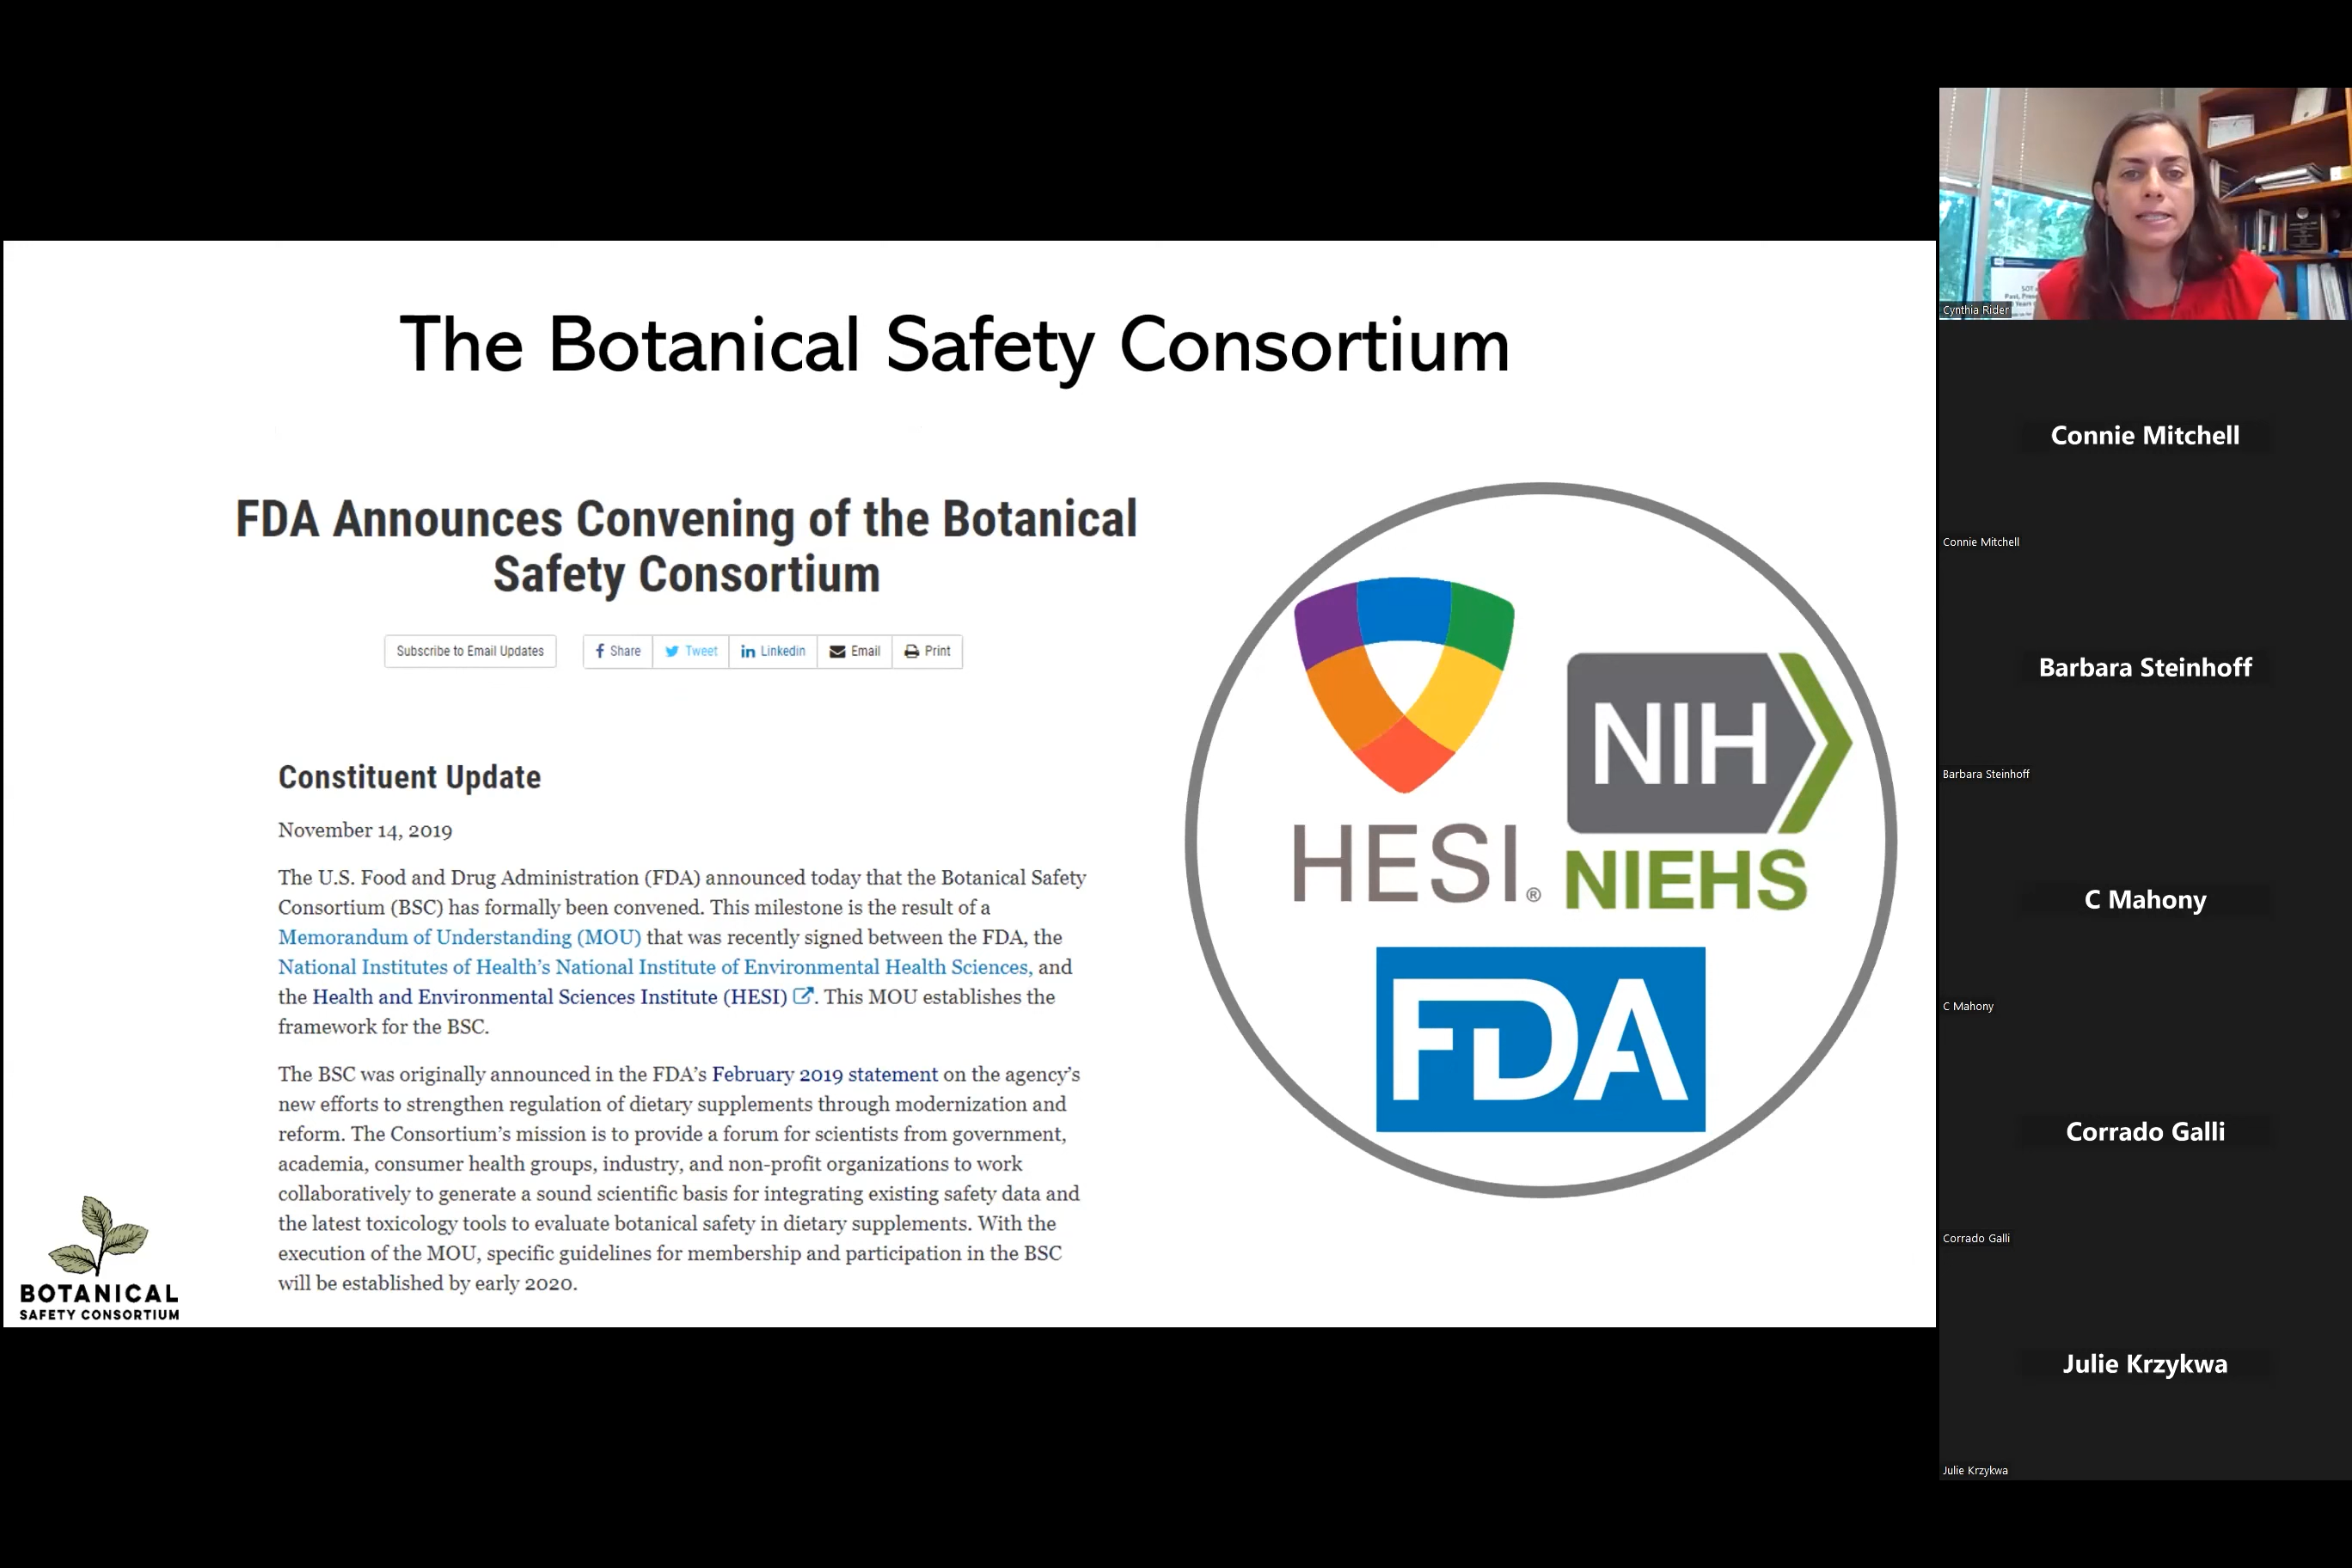 The Botanical Safety Consortium
FDA Announces Convening of the Botanical
Safety Consortium
Subscribe to Email Updates
Share
Tweet
Linkedin
Email
Print
Constituent Update
November 14, 2019
The U.S. Food and Drug Administration (FDA) announced today that the Botanical Safety
Consortium (BSC) has formally been convened. This milestone is the result of a
Memorandum of Understanding (MOU) that was recently signed between the FDA, the
National Institutes of Health's National Institute of Environmental Health Sciences, and
the Health and Environmental Sciences Institute (HESI). This MOU establishes the
framework for the BSC.
The BSC was originally announced in the FDA's February 2019 statement on the agency's
new efforts to strengthen regulation of dietary supplements through modernization and
reform. The Consortium's mission is to provide a forum for scientists from government,
academia, consumer health groups, industry, and non-profit organizations to work
collaboratively to generate a sound scientific basis for integrating existing safety data and
the latest toxicology tools to evaluate botanical safety in dietary supplements. With the
execution of the MOU, specific guidelines for membership and participation in the BSC
will be established by early 2020.
BOTANICAL
SAFETY CONSORTIUM
HESI®
NIH
NIEHS
FDA
Cynthia Rider
Connie Mitchell
Connie Mitchell
Barbara Steinhoff
Barbara Steinhoff
C Mahony
C Mahony
Corrado Galli
Corrado Galli
Julie Krzykwa
Julie Krzykwa